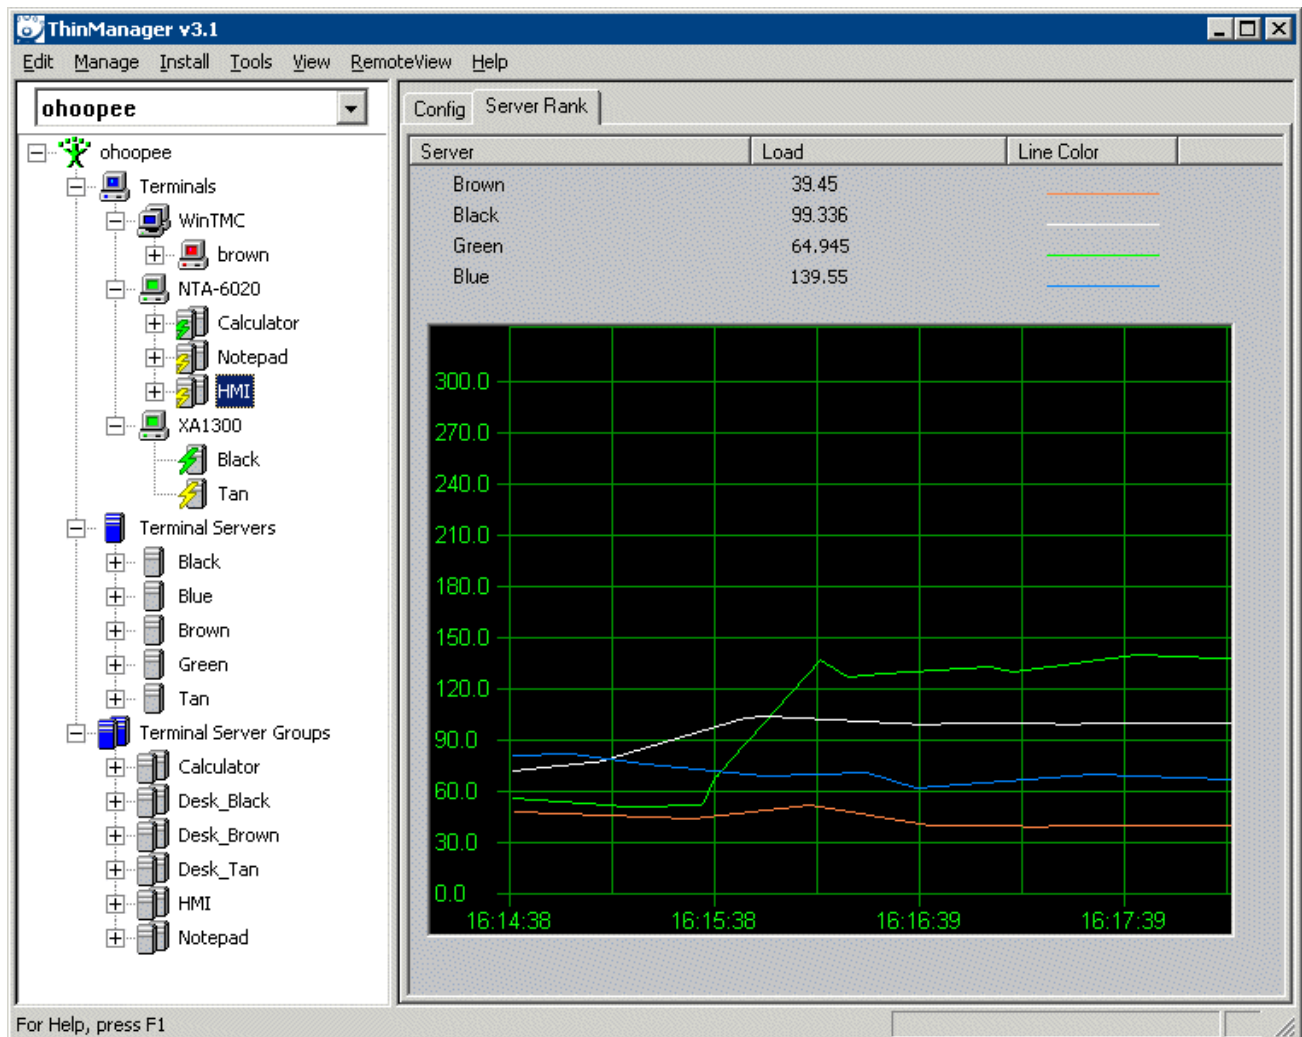 ThinManager v3.1
Edit Manage Install Tools View RemoteView Help
ohoopee
ohoopee
Terminals
WinTMC
brown
NTA-6020
Calculator
Notepad
HMI
XA1300
Black
Tan
Terminal Servers
Black
Blue
Brown
Green
Tan
Terminal Server Groups
Calculator
Desk_Black
Desk_Brown
Desk_Tan
HMI
Notepad
Config Server Rank
Server Load Line Color
Brown 39.45
Black 99.336
Green 64.945
Blue 139.55
300.0
270.0
240.0
210.0
180.0
150.0
120.0
90.0
60.0
30.0
0.0
16:14:38 16:15:38 16:16:39 16:17:39
For Help, press F1